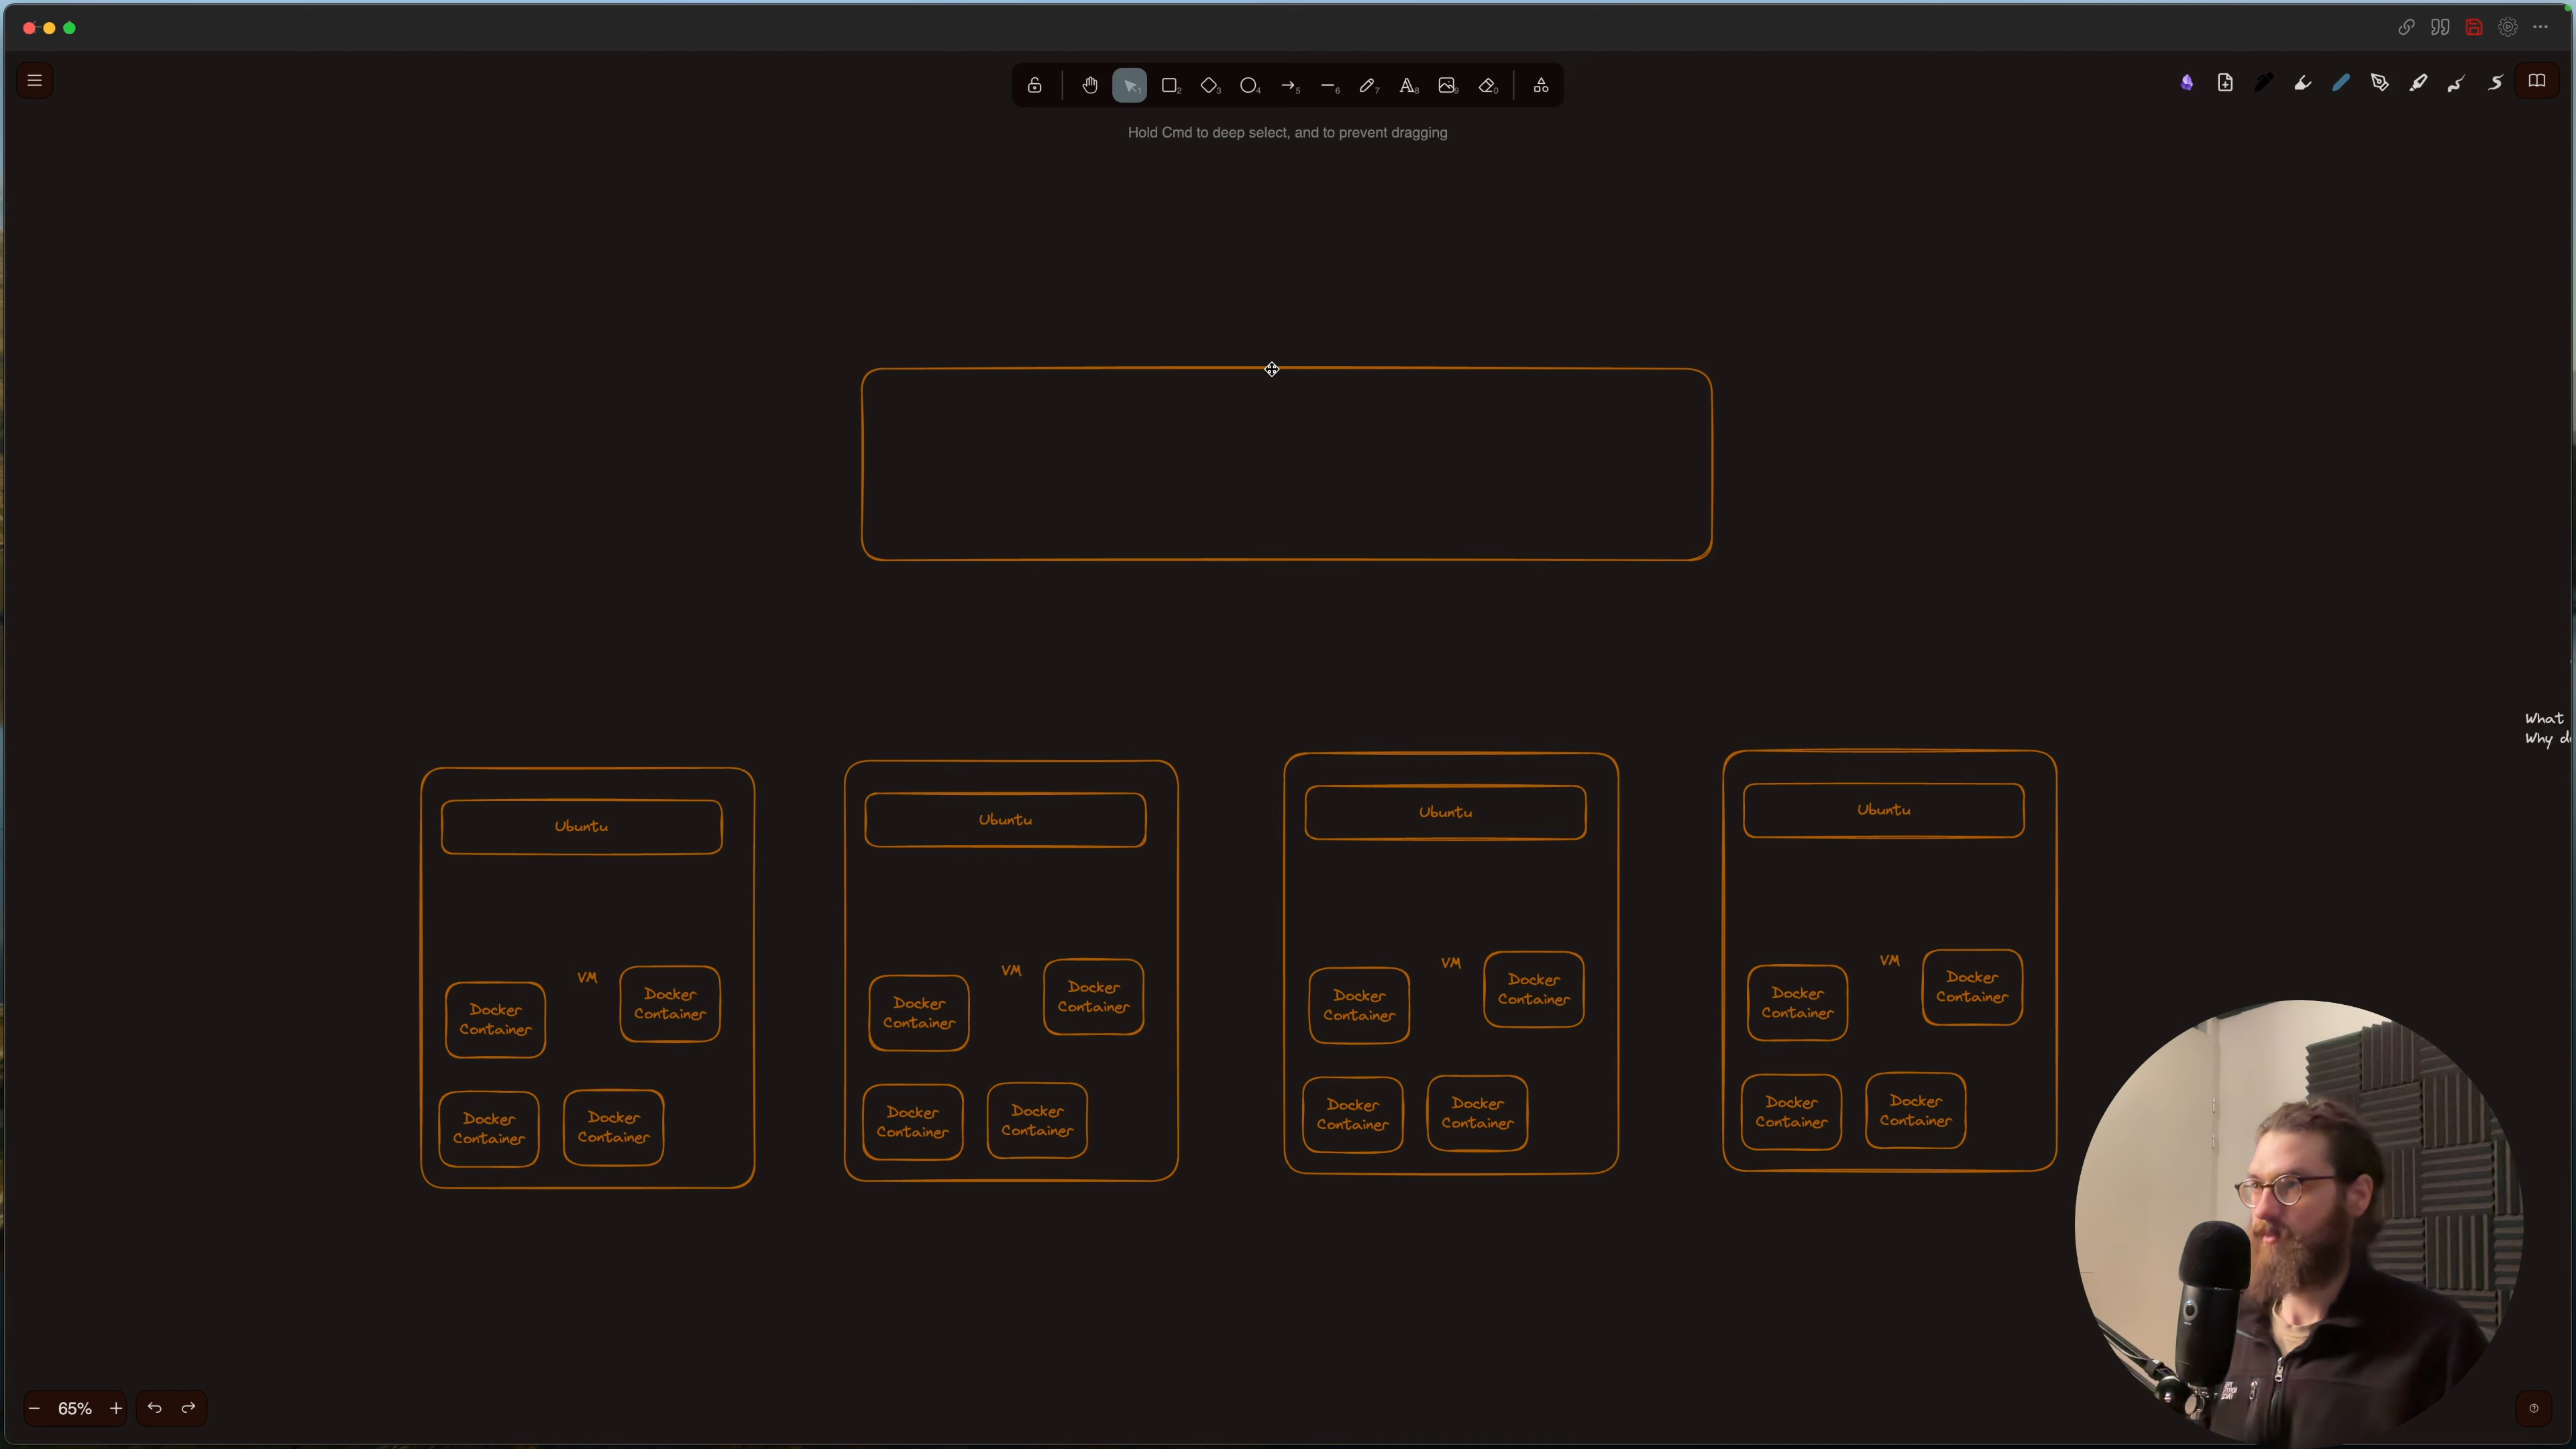 Hold Cmd to deep select, and to prevent dragging
What
Why d
Ubuntu
Ubuntu
Ubuntu
Ubuntu
VM
Docker
Container
Docker
Container
Docker
Container
Docker
Container
VM
Docker
Container
Docker
Container
Docker
Container
Docker
Container
VM
Docker
Container
Docker
Container
Docker
Container
Docker
Container
VM
Docker
Container
Docker
Container
Docker
Container
Docker
Container
65%